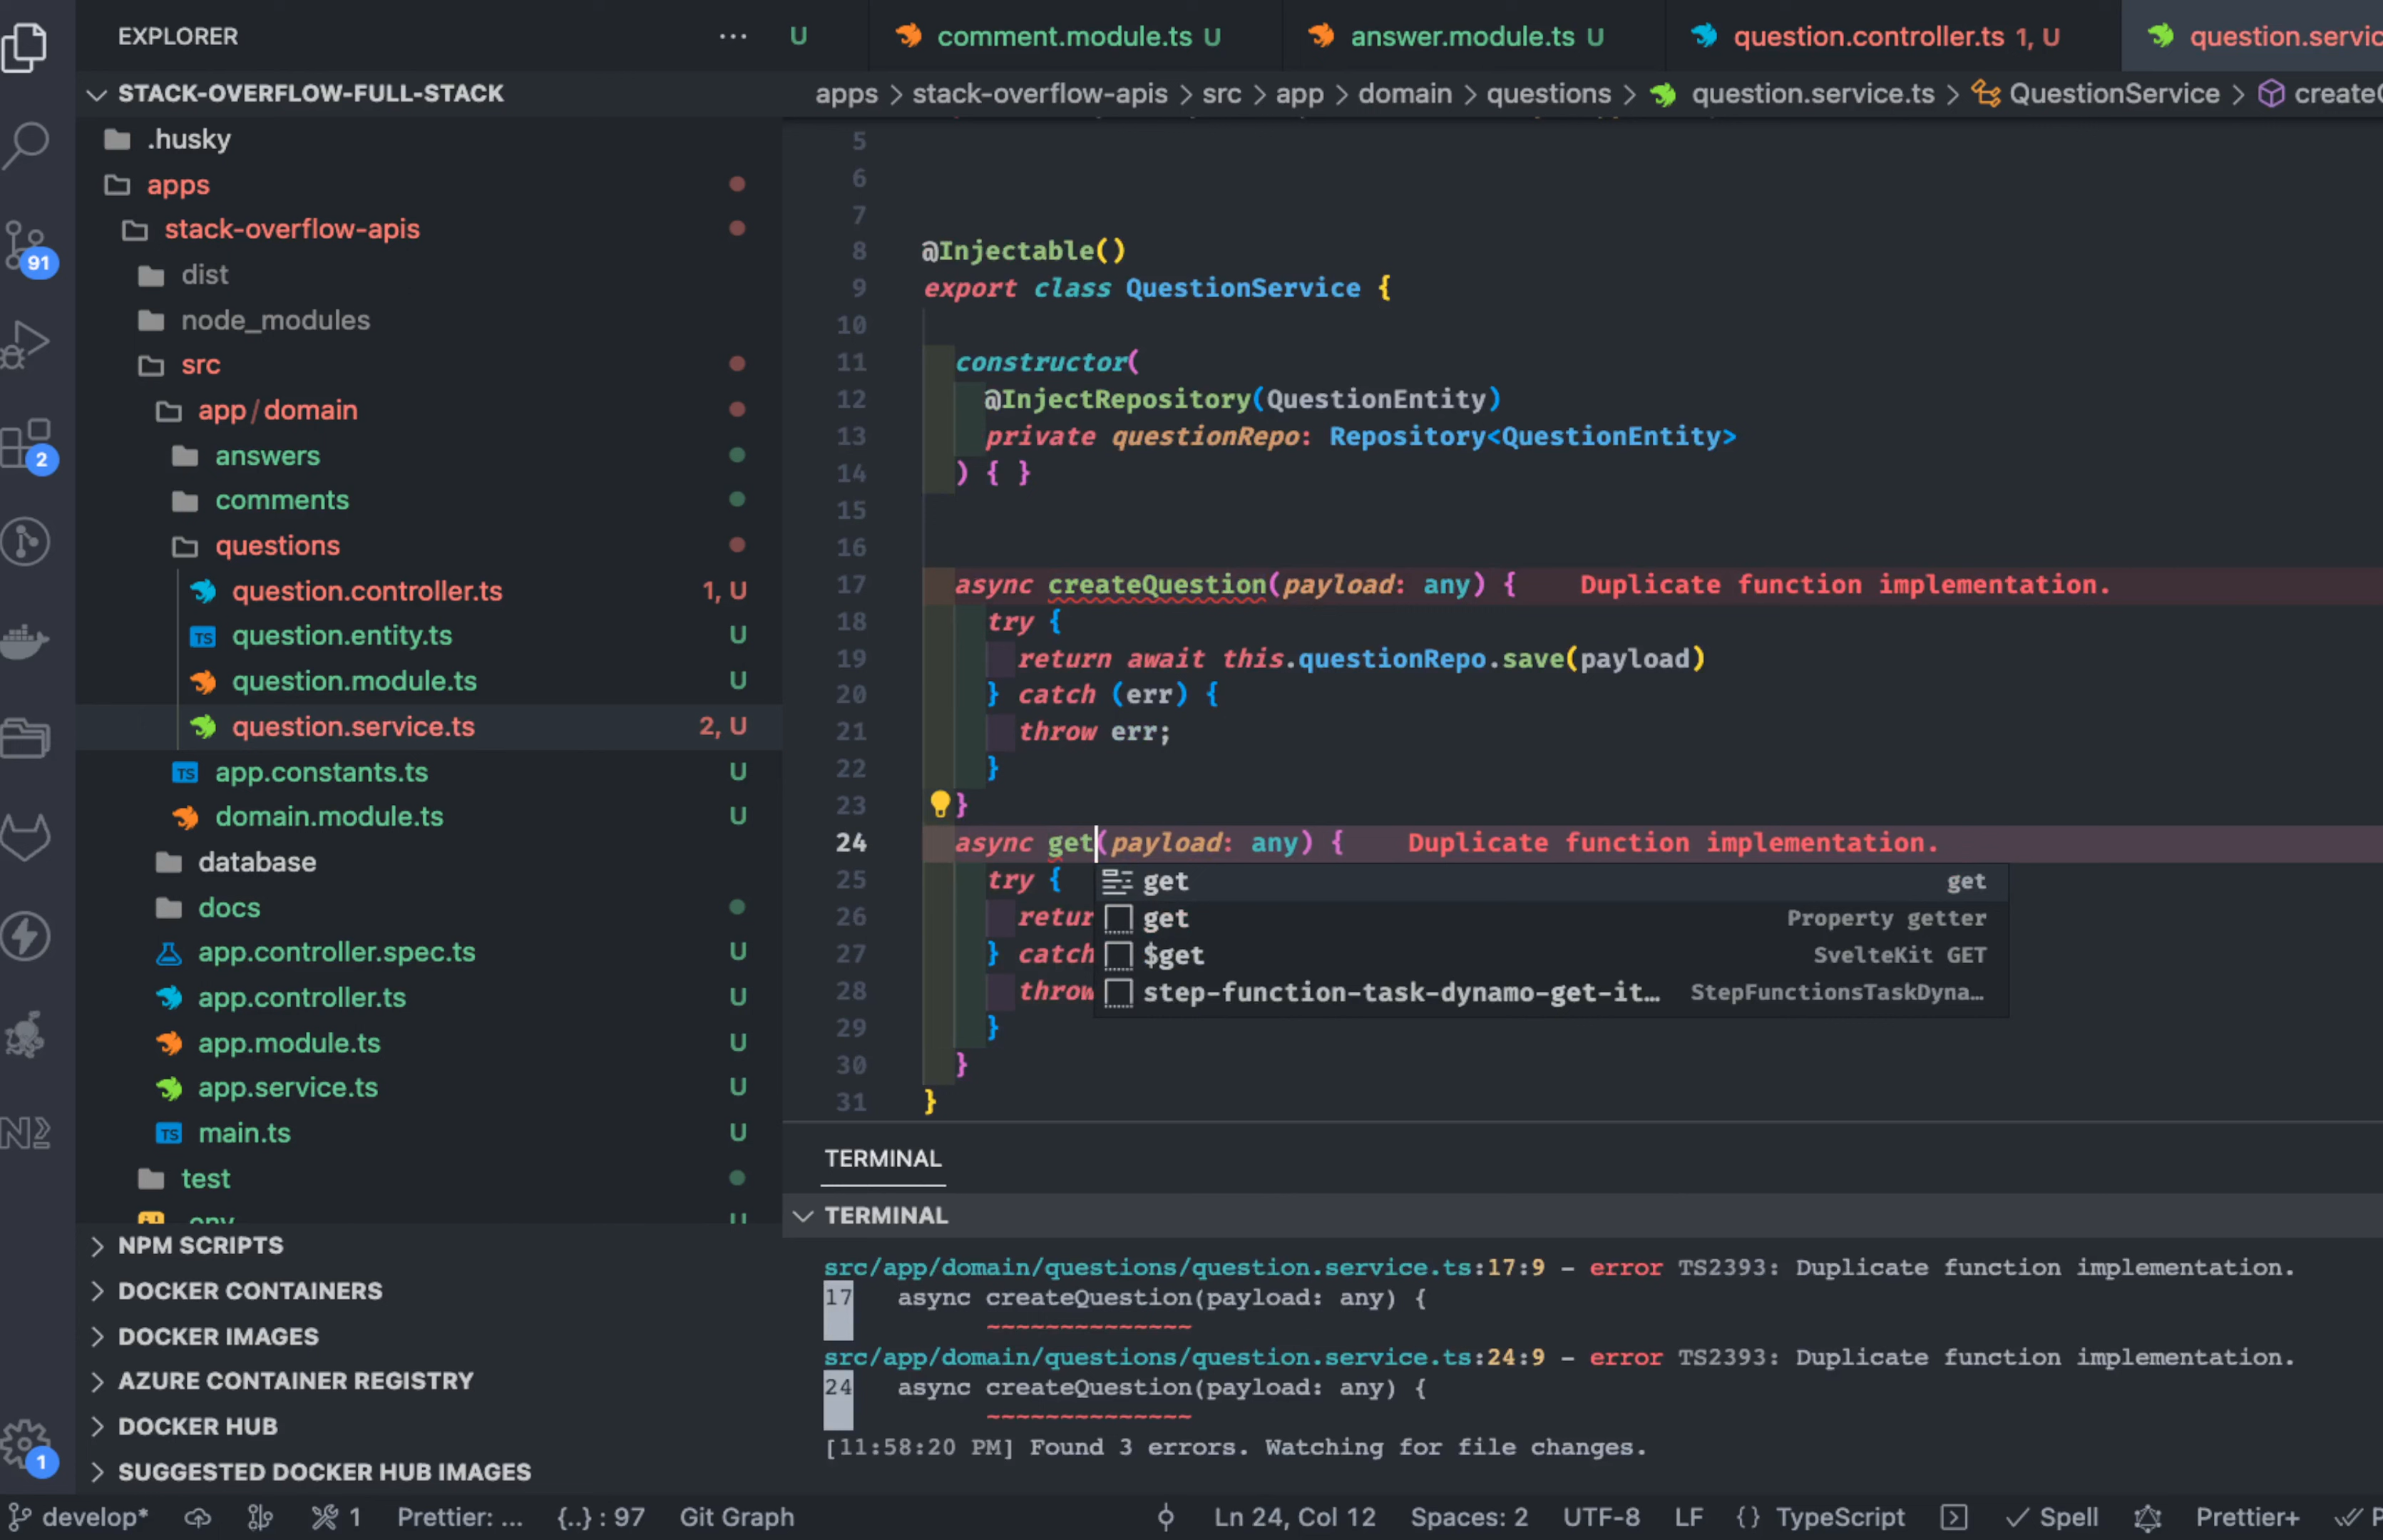 EXPLORER
···
U
comment.module.ts U
answer.module.ts U
question.controller.ts 1, U
question.servic
STACK-OVERFLOW-FULL-STACK
apps > stack-overflow-apis > src > app > domain > questions > question.service.ts > QuestionService >
.husky
apps
stack-overflow-apis
dist
node_modules
src
app/domain
answers
comments
questions
question.controller.ts 1, U
question.entity.ts U
question.module.ts U
question.service.ts 2, U
app.constants.ts U
domain.module.ts U
database
docs
app.controller.spec.ts U
app.controller.ts U
app.module.ts U
app.service.ts U
main.ts U
test
NPM SCRIPTS
DOCKER CONTAINERS
DOCKER IMAGES
AZURE CONTAINER REGISTRY
DOCKER HUB
SUGGESTED DOCKER HUB IMAGES
91
2
1
5
6
7
8 @Injectable()
9 export class QuestionService {
10
11 constructor(
12 @InjectRepository(QuestionEntity)
13 private questionRepo: Repository<QuestionEntity>
14 ) { }
15
16
17 async createQuestion(payload: any) { Duplicate function implementation.
18 try {
19 return await this.questionRepo.save(payload)
20 } catch (err) {
21 throw err;
22 }
23 }
24 async get(payload: any) { Duplicate function implementation.
25 try {
26 retur
27 } catch
28 throw
29 }
30 }
31 }
get get
get Property getter
$get SvelteKit GET
step-function-task-dynamo-get-it… StepFunctionsTaskDyna…
TERMINAL
TERMINAL
src/app/domain/questions/question.service.ts:17:9 - error TS2393: Duplicate function implementation.
17 async createQuestion(payload: any) {
~~~~~~~~~~~~~~
src/app/domain/questions/question.service.ts:24:9 - error TS2393: Duplicate function implementation.
24 async createQuestion(payload: any) {
~~~~~~~~~~~~~~
[11:58:20 PM] Found 3 errors. Watching for file changes.
develop* 1 Prettier: ... {..} : 97 Git Graph Ln 24, Col 12 Spaces: 2 UTF-8 LF {} TypeScript Spell Prettier+